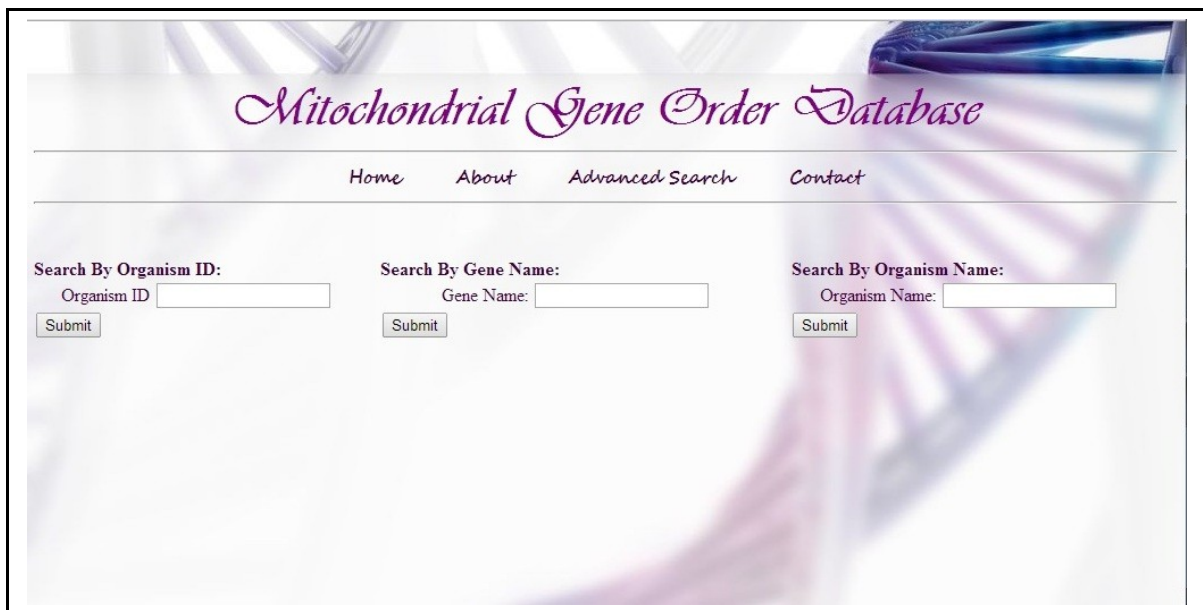 Mitochondrial Gene Order Database
Home About Advanced Search Contact
Search By Organism ID:
Organism ID
Submit
Search By Gene Name:
Gene Name:
Submit
Search By Organism Name:
Organism Name:
Submit